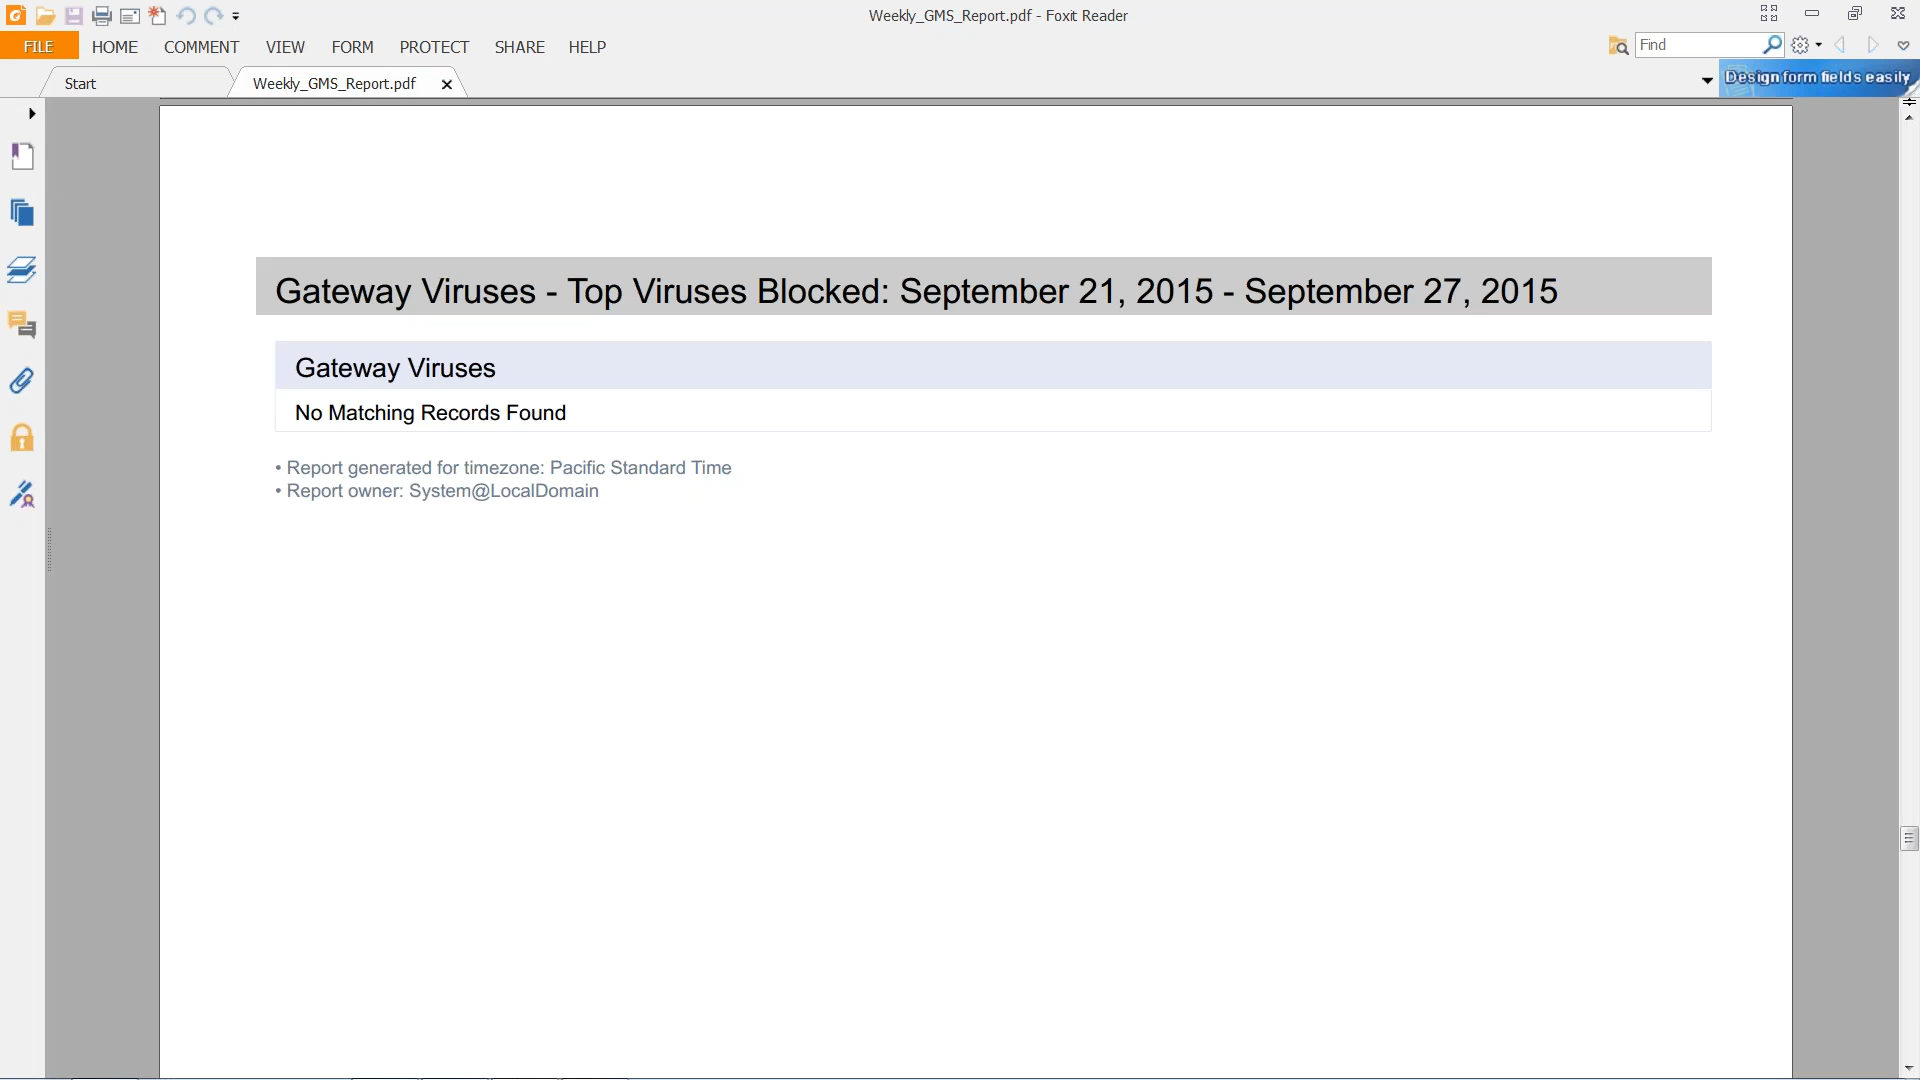 Weekly_GMS_Report.pdf - Foxit Reader
FILE HOME COMMENT VIEW FORM PROTECT SHARE HELP
Find
Start
Weekly_GMS_Report.pdf
Design form fields easily
Gateway Viruses - Top Viruses Blocked: September 21, 2015 - September 27, 2015
Gateway Viruses
No Matching Records Found
• Report generated for timezone: Pacific Standard Time
• Report owner: System@LocalDomain